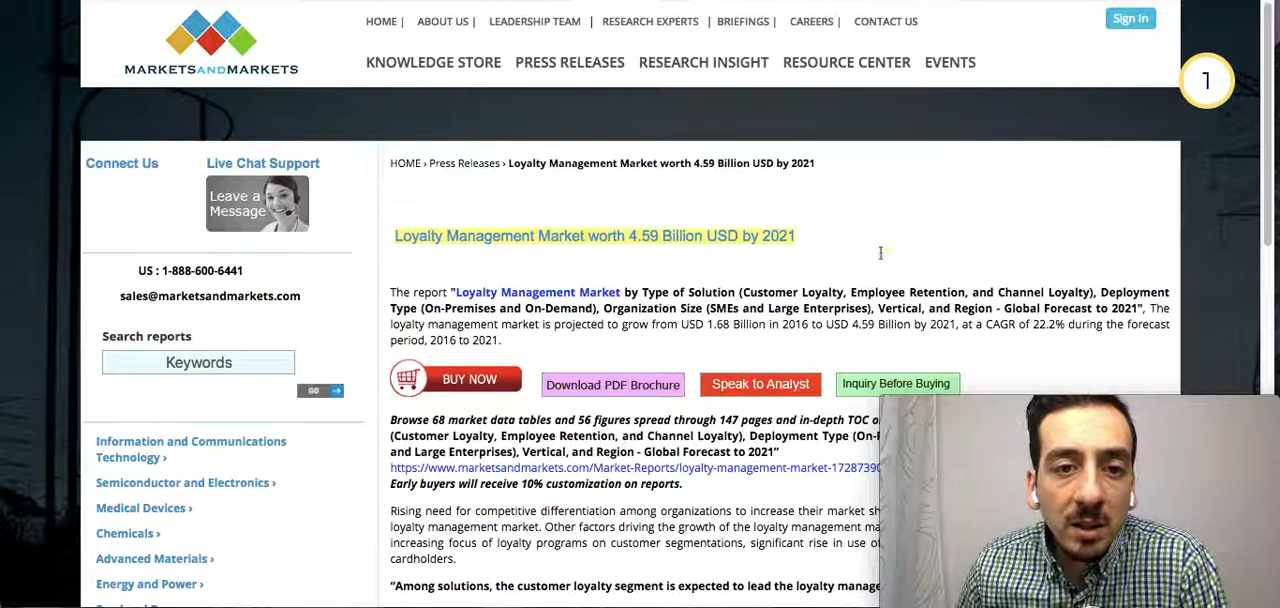 HOME | ABOUT US | LEADERSHIP TEAM | RESEARCH EXPERTS | BRIEFINGS | CAREERS | CONTACT US
Sign In
MARKETSANDMARKETS
KNOWLEDGE STORE PRESS RELEASES RESEARCH INSIGHT RESOURCE CENTER EVENTS
1
Connect Us
Live Chat Support
Leave a
Message
US : 1-888-600-6441
sales@marketsandmarkets.com
Search reports
Keywords
GO
Information and Communications
Technology ›
Semiconductor and Electronics ›
Medical Devices ›
Chemicals ›
Advanced Materials ›
Energy and Power ›
HOME › Press Releases › Loyalty Management Market worth 4.59 Billion USD by 2021
Loyalty Management Market worth 4.59 Billion USD by 2021
The report "Loyalty Management Market by Type of Solution (Customer Loyalty, Employee Retention, and Channel Loyalty), Deployment
Type (On-Premises and On-Demand), Organization Size (SMEs and Large Enterprises), Vertical, and Region - Global Forecast to 2021", The
loyalty management market is projected to grow from USD 1.68 Billion in 2016 to USD 4.59 Billion by 2021, at a CAGR of 22.2% during the forecast
period, 2016 to 2021.
BUY NOW
Download PDF Brochure
Speak to Analyst
Inquiry Before Buying
Browse 68 market data tables and 56 figures spread through 147 pages and in-depth TOC o
(Customer Loyalty, Employee Retention, and Channel Loyalty), Deployment Type (On-P
and Large Enterprises), Vertical, and Region - Global Forecast to 2021”
https://www.marketsandmarkets.com/Market-Reports/loyalty-management-market-17287390
Early buyers will receive 10% customization on reports.
Rising need for competitive differentiation among organizations to increase their market sh
loyalty management market. Other factors driving the growth of the loyalty management ma
increasing focus of loyalty programs on customer segmentations, significant rise in use of
cardholders.
“Among solutions, the customer loyalty segment is expected to lead the loyalty manage